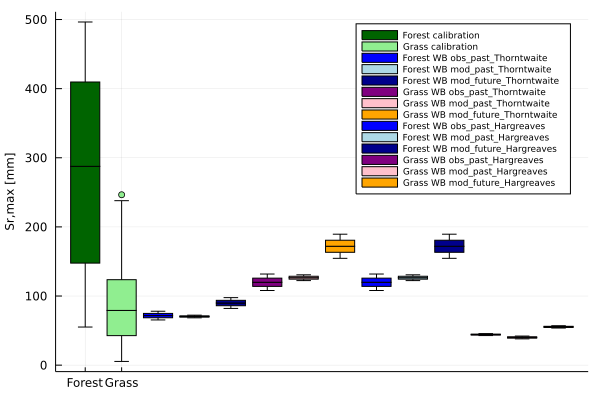 500
400
300
200
100
0
Sr,max [mm]
Forest calibration
Grass calibration
Forest WB obs_past_Thorntwaite
Forest WB mod_past_Thorntwaite
Forest WB mod_future_Thorntwaite
Grass WB obs_past_Thorntwaite
Grass WB mod_past_Thorntwaite
Grass WB mod_future_Thorntwaite
Forest WB obs_past_Hargreaves
Forest WB mod_past_Hargreaves
Forest WB mod_future_Hargreaves
Grass WB obs_past_Hargreaves
Grass WB mod_past_Hargreaves
Grass WB mod_future_Hargreaves
Forest Grass